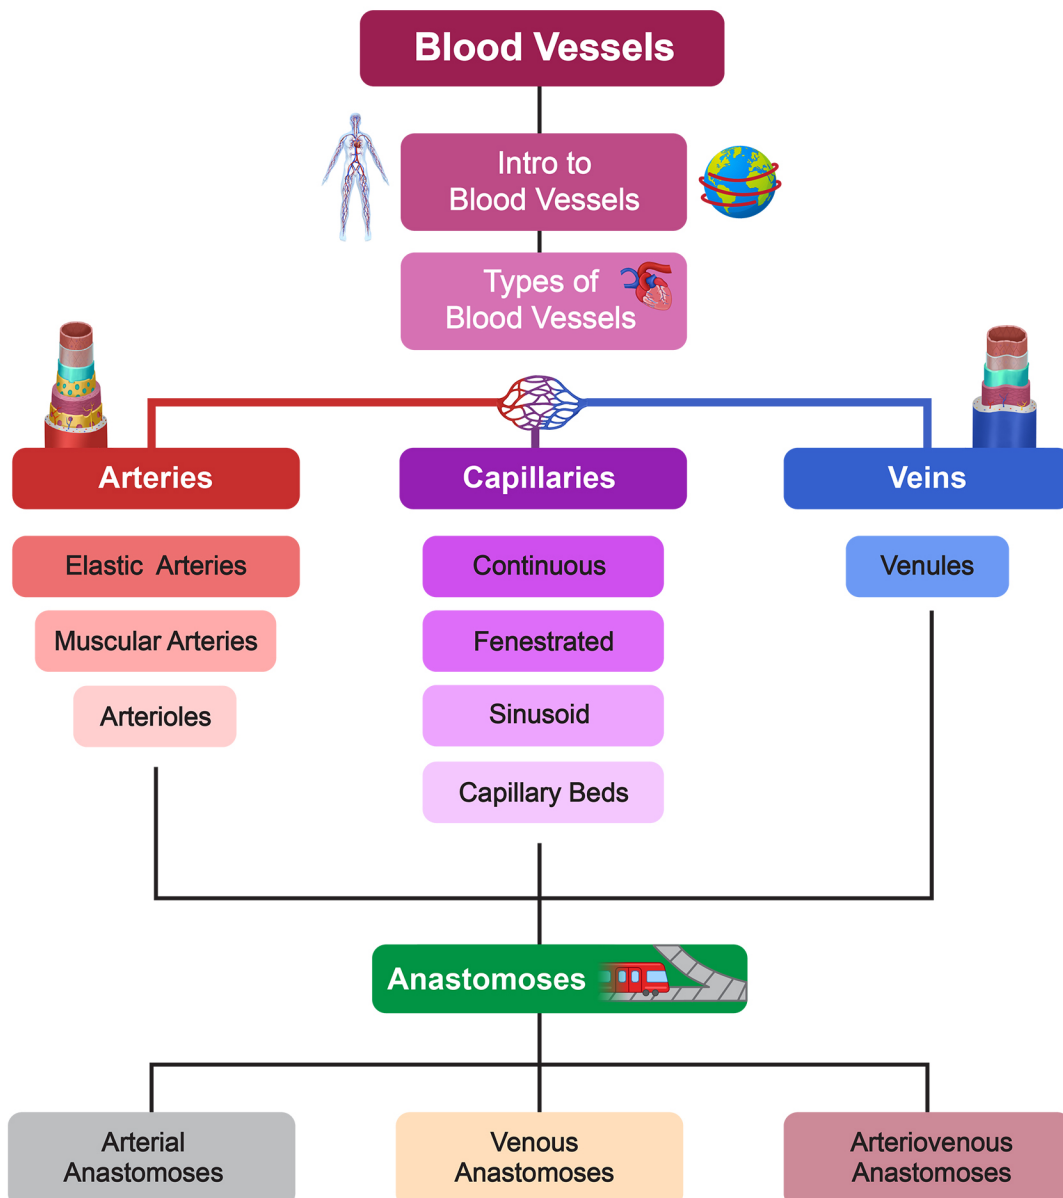 Blood Vessels
Intro to
Blood Vessels
Types of
Blood Vessels
Arteries
Capillaries
Veins
Elastic Arteries
Continuous
Venules
Muscular Arteries
Fenestrated
Arterioles
Sinusoid
Capillary Beds
Anastomoses
Arterial
Anastomoses
Venous
Anastomoses
Arteriovenous
Anastomoses